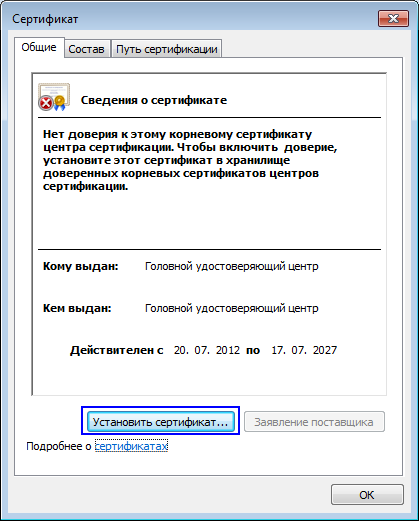 Сертификат
Общие Состав Путь сертификации
Сведения о сертификате
Нет доверия к этому корневому сертификату
центра сертификации. Чтобы включить доверие,
установите этот сертификат в хранилище
доверенных корневых сертификатов центров
сертификации.
Кому выдан: Головной удостоверяющий центр
Кем выдан: Головной удостоверяющий центр
Действителен с 20. 07. 2012 по 17. 07. 2027
Установить сертификат... Заявление поставщика
Подробнее о сертификатах
ОК